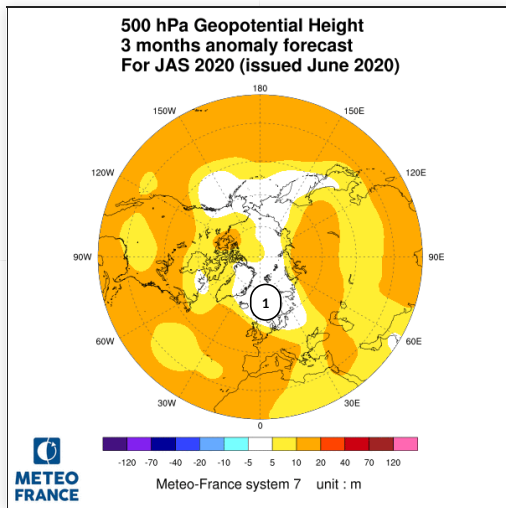 500 hPa Geopotential Height
3 months anomaly forecast
For JAS 2020 (issued June 2020)
180
150W 150E
120W 120E
90W 90E
1
60W 60E
30W 30E
0
-120 -70 -40 -20 -10 -5 5 10 20 40 70 120
METEO
FRANCE
Meteo-France system 7 unit : m